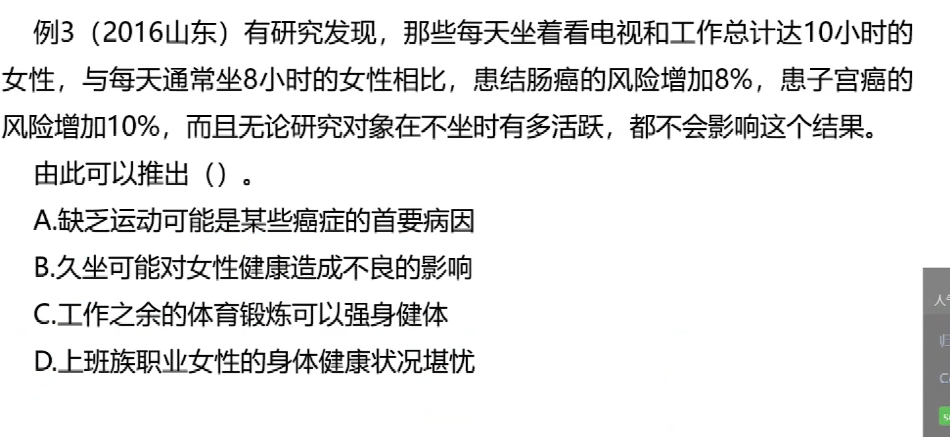 例3（2016山东）有研究发现，那些每天坐着看电视和工作总计达10小时的
女性，与每天通常坐8小时的女性相比，患结肠癌的风险增加8%，患子宫癌的
风险增加10%，而且无论研究对象在不坐时有多活跃，都不会影响这个结果。
由此可以推出（）。
A.缺乏运动可能是某些癌症的首要病因
B.久坐可能对女性健康造成不良的影响
C.工作之余的体育锻炼可以强身健体
D.上班族职业女性的身体健康状况堪忧
人